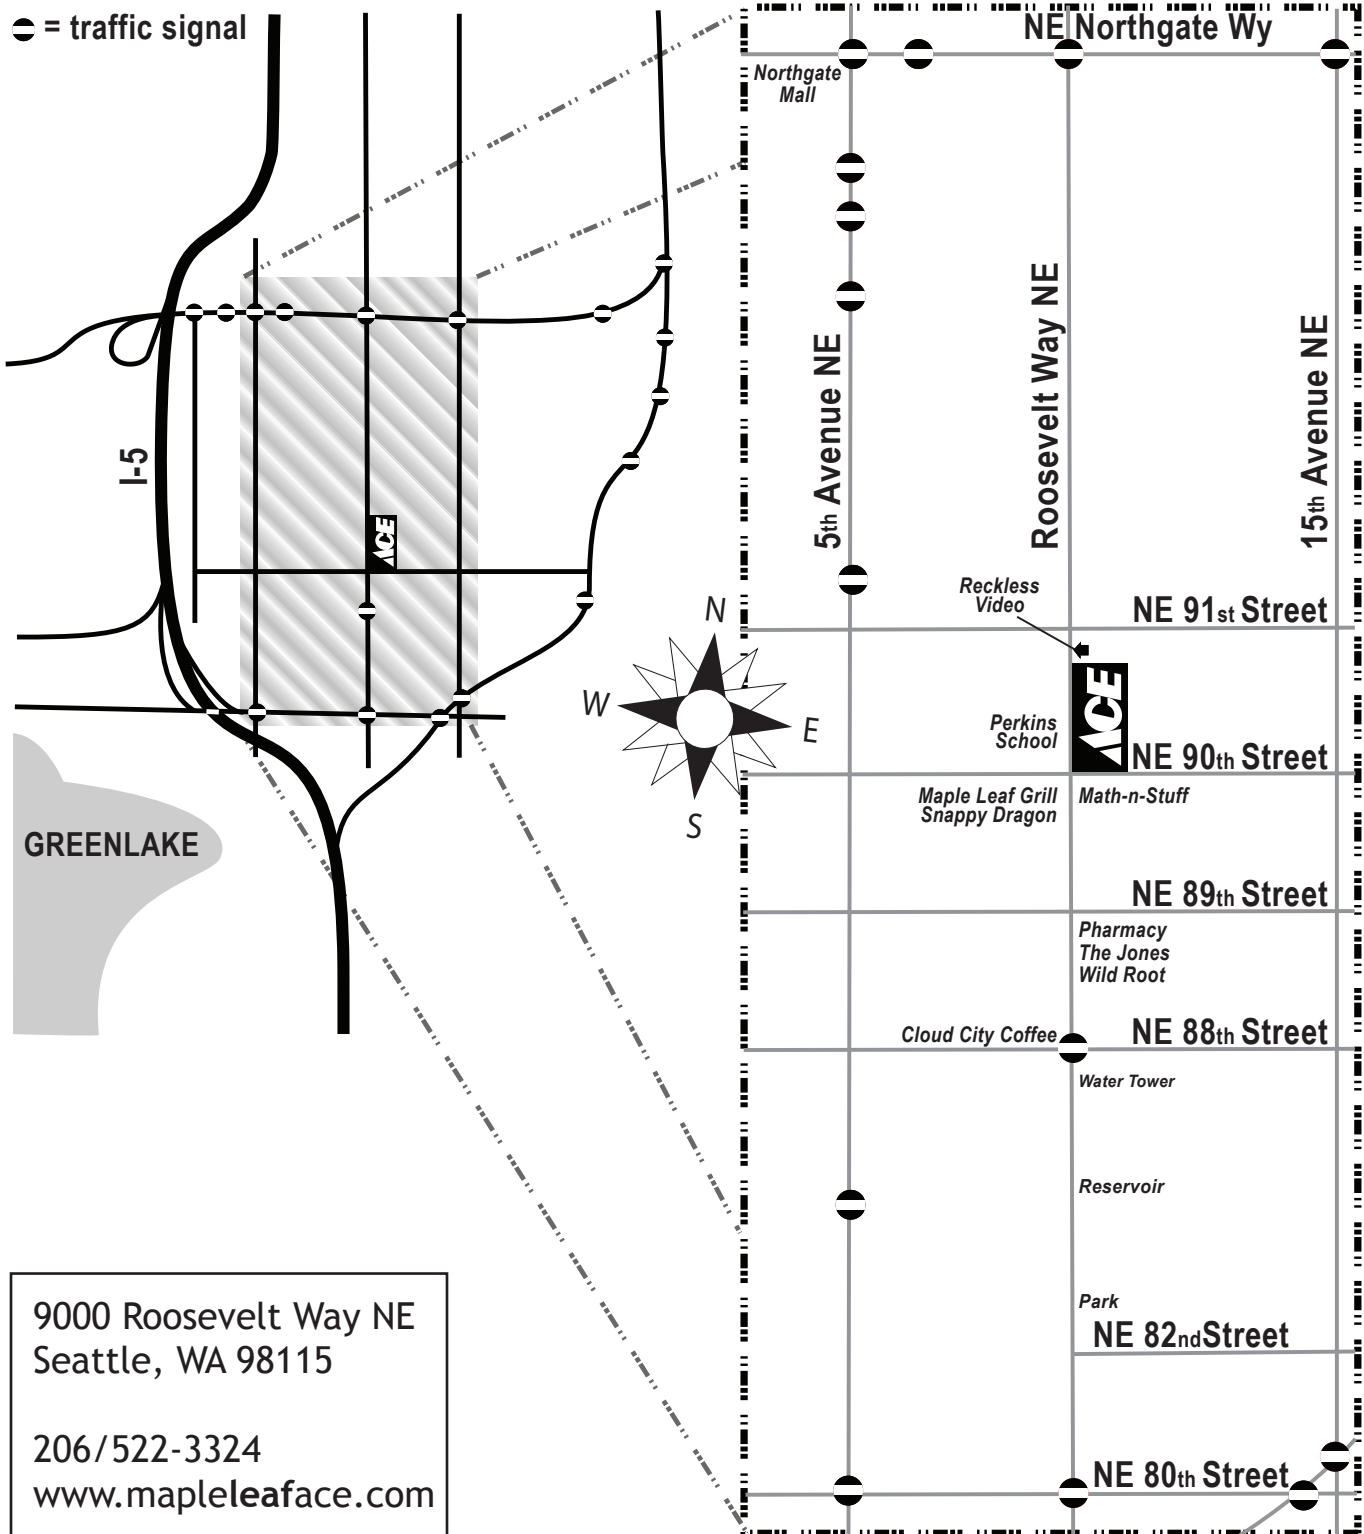 = traffic signal
I-5
ACE
GREENLAKE
N
W
E
S
9000 Roosevelt Way NE
Seattle, WA 98115
206/522-3324
www.mapleleaface.com
NE Northgate Wy
Northgate
Mall
5th Avenue NE
Roosevelt Way NE
15th Avenue NE
Reckless
Video
NE 91st Street
ACE
Perkins
School
NE 90th Street
Maple Leaf Grill
Snappy Dragon
Math-n-Stuff
NE 89th Street
Pharmacy
The Jones
Wild Root
Cloud City Coffee
NE 88th Street
Water Tower
Reservoir
Park
NE 82nd Street
NE 80th Street